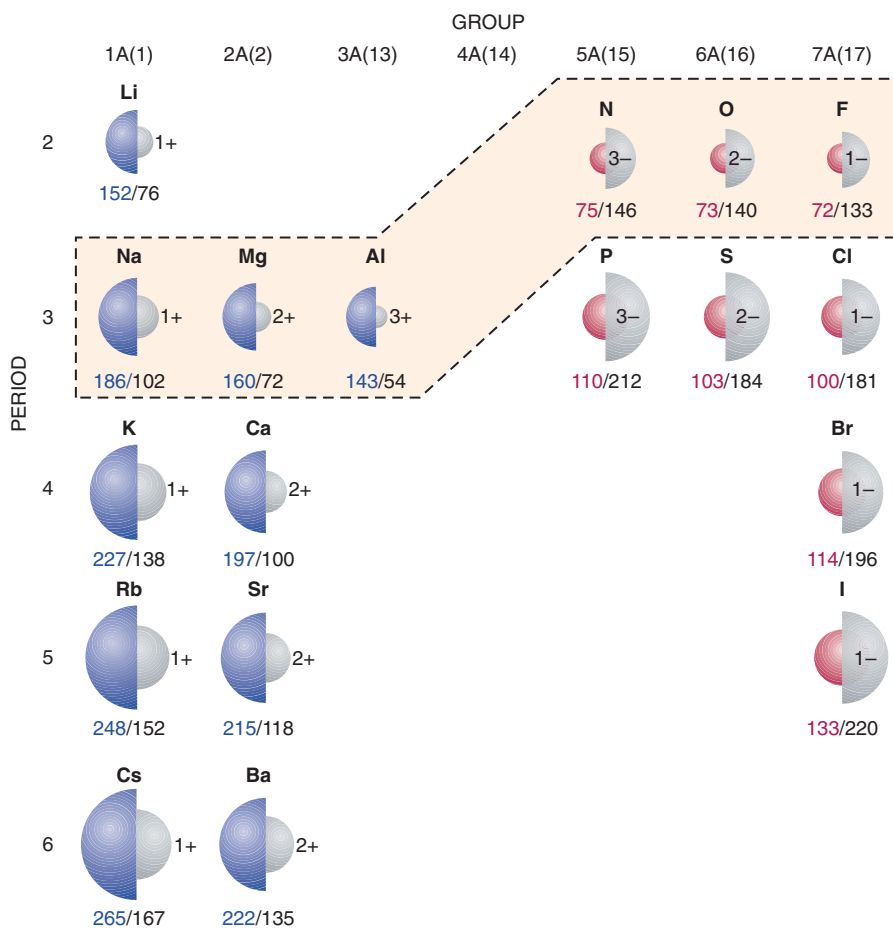 GROUP
1A(1) 2A(2) 3A(13) 4A(14) 5A(15) 6A(16) 7A(17)
PERIOD
Li N O F
2 1+ 3– 2– 1–
152/76 75/146 73/140 72/133
Na Mg Al P S Cl
3 1+ 2+ 3+ 3– 2– 1–
186/102 160/72 143/54 110/212 103/184 100/181
K Ca Br
4 1+ 2+ 1–
227/138 197/100 114/196
Rb Sr I
5 1+ 2+ 1–
248/152 215/118 133/220
Cs Ba
6 1+ 2+
265/167 222/135